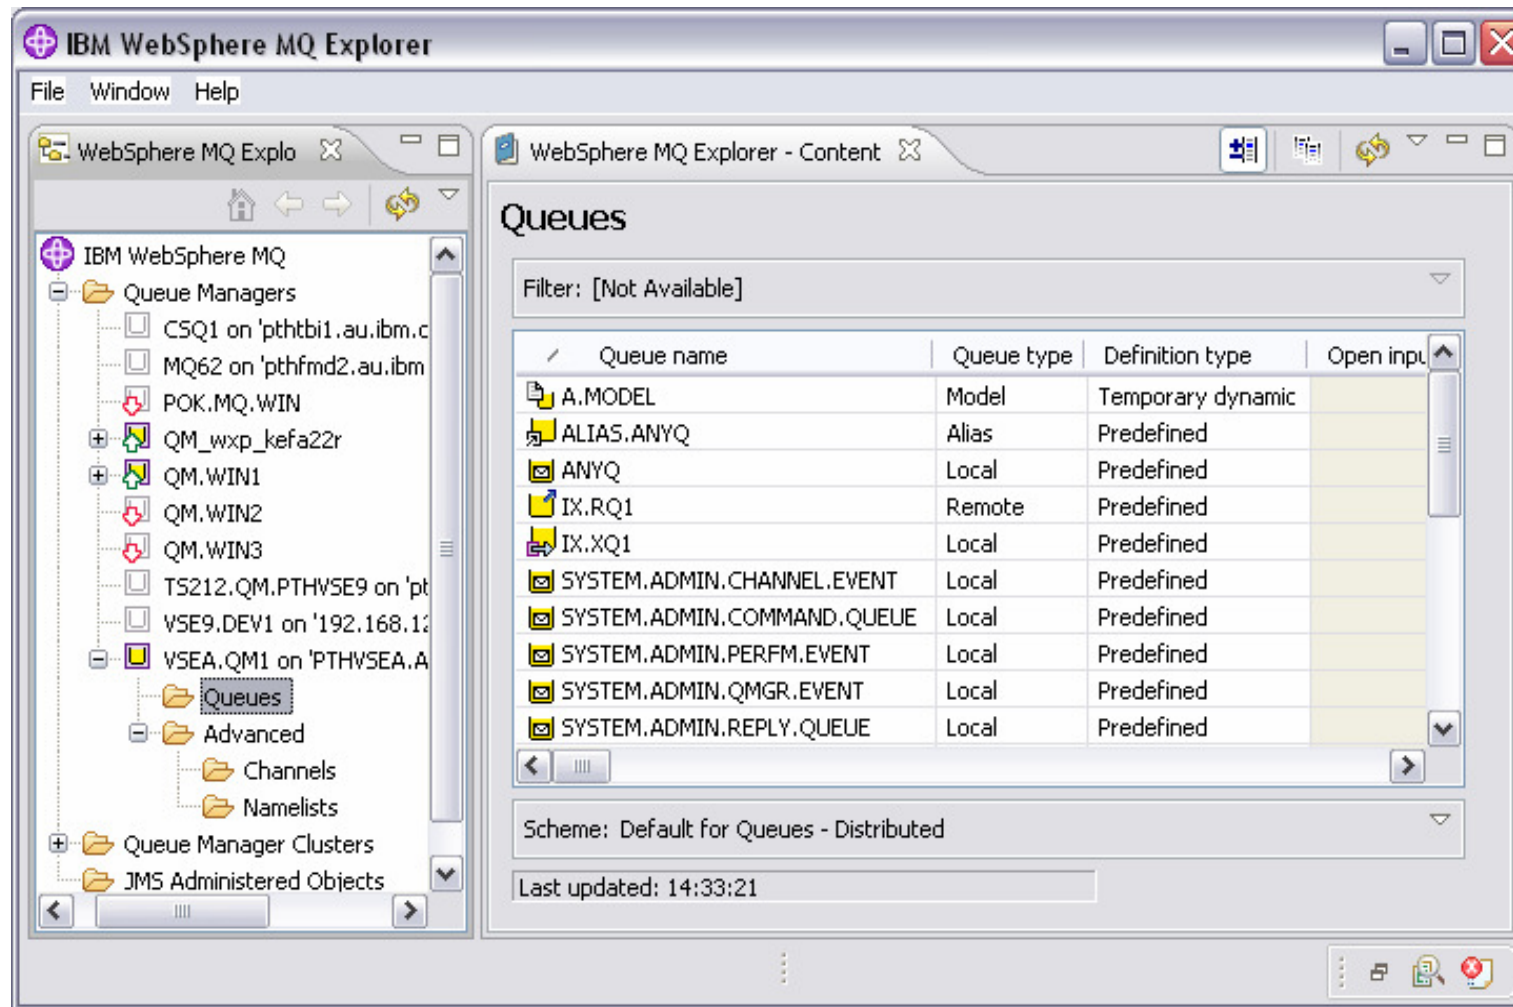 IBM WebSphere MQ Explorer
File Window Help
WebSphere MQ Explo
IBM WebSphere MQ
Queue Managers
CSQ1 on 'pthtbi1.au.ibm.c
MQ62 on 'pthfmd2.au.ibm
POK.MQ.WIN
QM_wxp_kefa22r
QM.WIN1
QM.WIN2
QM.WIN3
TS212.QM.PTHVSE9 on 'pt
VSE9.DEV1 on '192.168.12
VSEA.QM1 on 'PTHVSEA.A
Queues
Advanced
Channels
Namelists
Queue Manager Clusters
JMS Administered Objects
WebSphere MQ Explorer - Content
Queues
Filter: [Not Available]
Queue name Queue type Definition type Open inpu
A.MODEL Model Temporary dynamic
ALIAS.ANYQ Alias Predefined
ANYQ Local Predefined
IX.RQ1 Remote Predefined
IX.XQ1 Local Predefined
SYSTEM.ADMIN.CHANNEL.EVENT Local Predefined
SYSTEM.ADMIN.COMMAND.QUEUE Local Predefined
SYSTEM.ADMIN.PERFM.EVENT Local Predefined
SYSTEM.ADMIN.QMGR.EVENT Local Predefined
SYSTEM.ADMIN.REPLY.QUEUE Local Predefined
Scheme: Default for Queues - Distributed
Last updated: 14:33:21